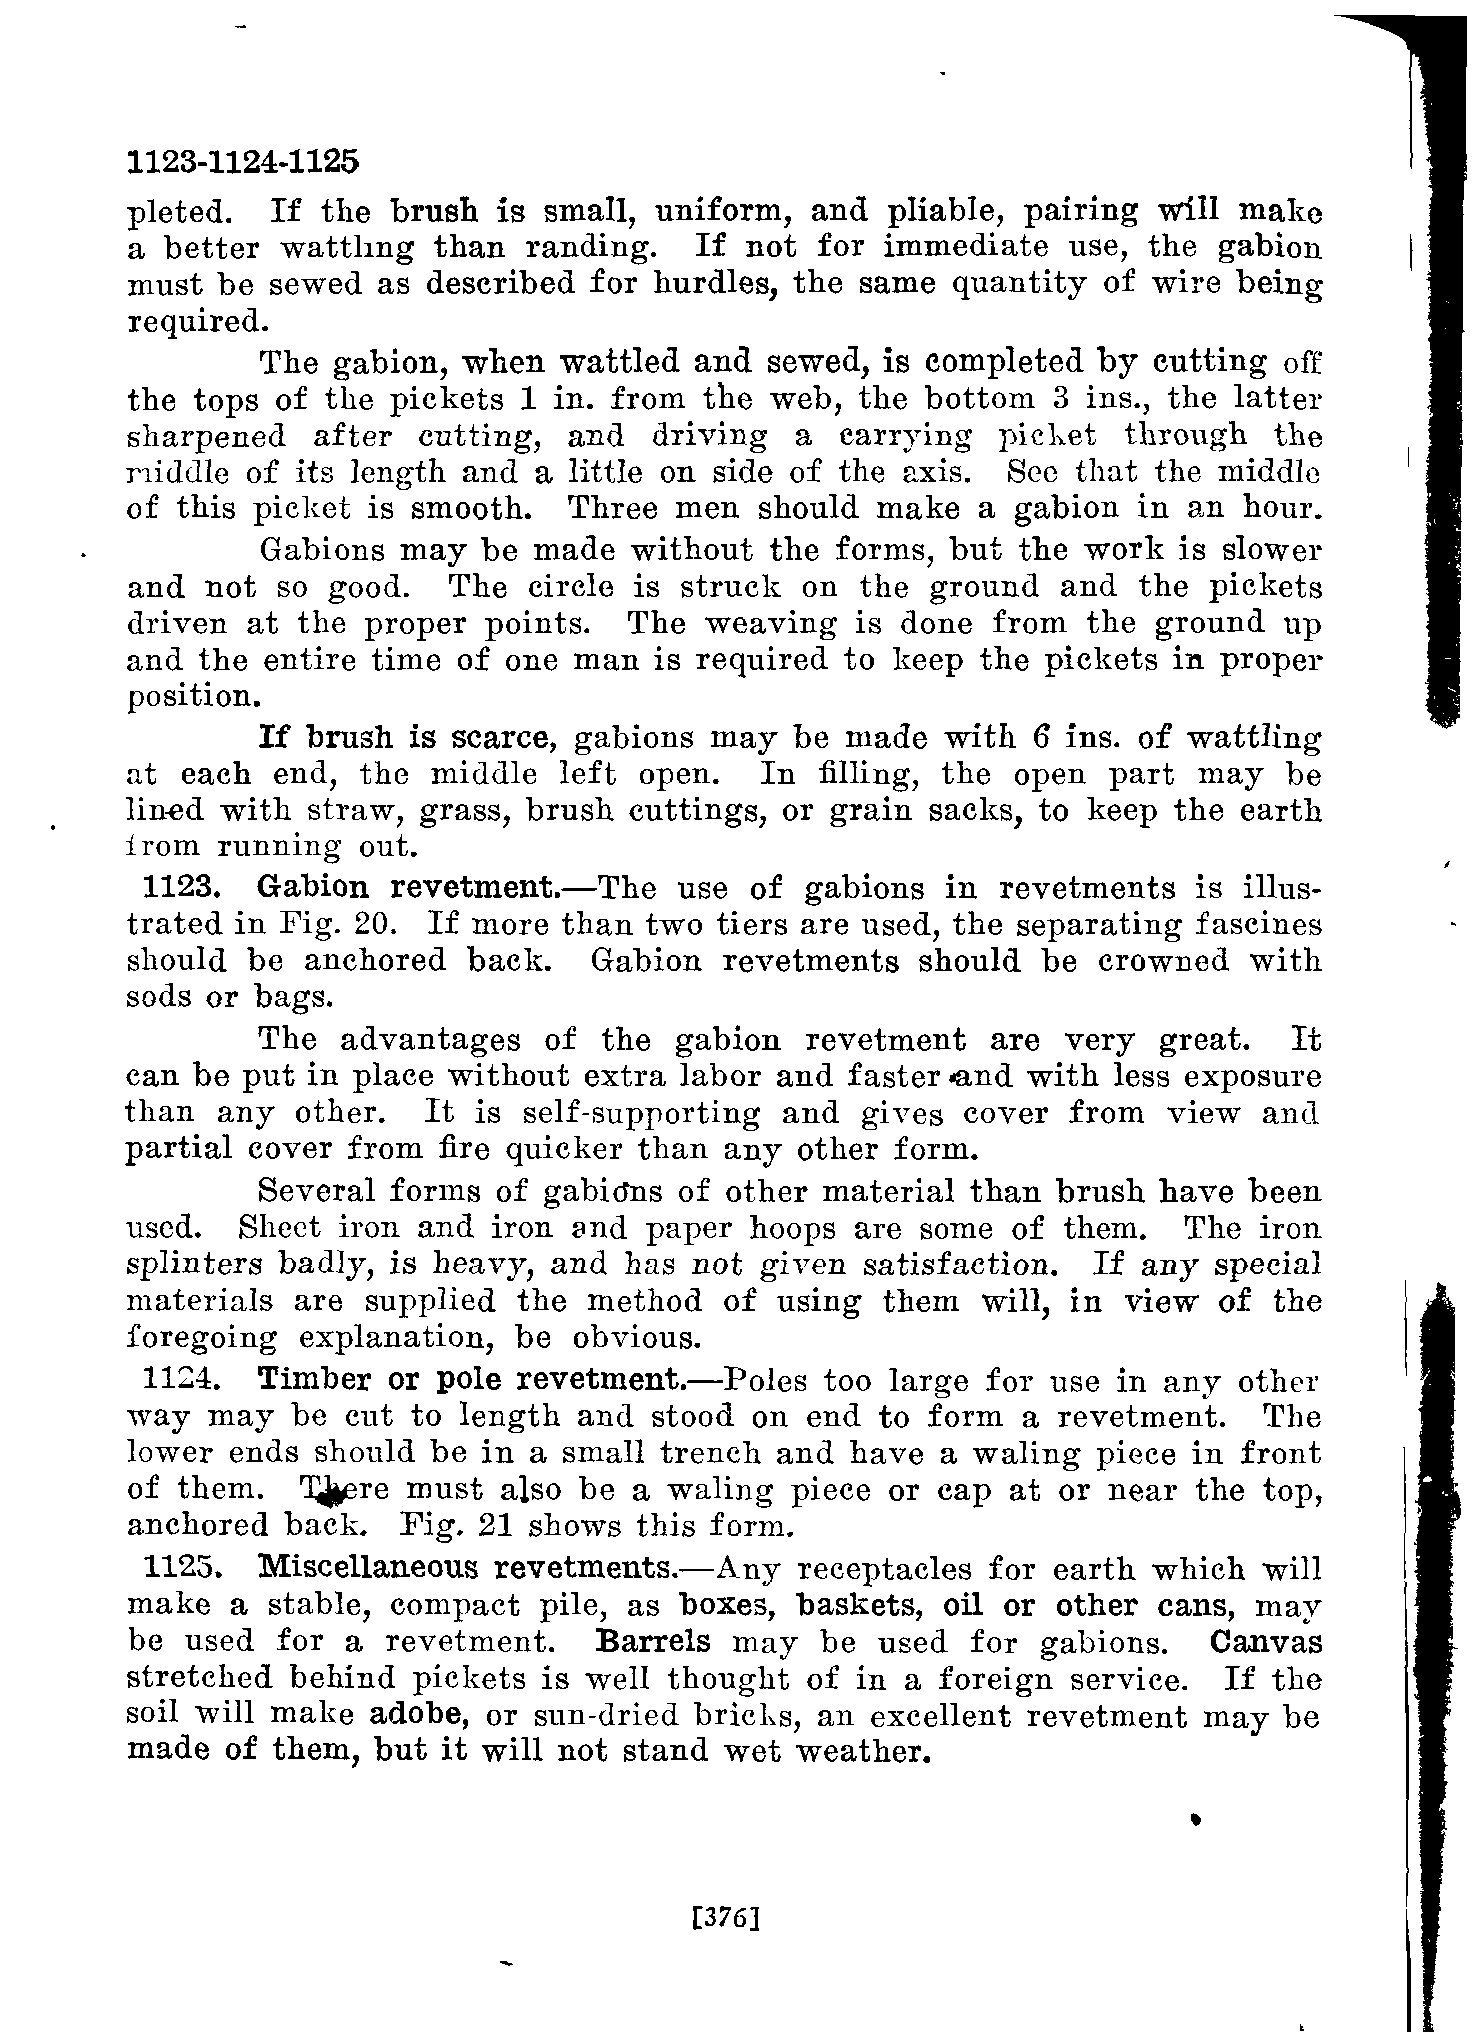 1123-1124-1125
pleted. If the brush is small, uniform, and pliable, pairing will make
a better wattling than randing. If not for immediate use, the gabion
must be sewed as described for hurdles, the same quantity of wire being
required.
The gabion, when wattled and sewed, is completed by cutting off
the tops of the pickets 1 in. from the web, the bottom 3 ins., the latter
sharpened after cutting, and driving a carrying picket through the
middle of its length and a little on side of the axis. See that the middle
of this picket is smooth. Three men should make a gabion in an hour.
Gabions may be made without the forms, but the work is slower
and not so good. The circle is struck on the ground and the pickets
driven at the proper points. The weaving is done from the ground up
and the entire time of one man is required to keep the pickets in proper
position.
If brush is scarce, gabions may be made with 6 ins. of wattling
at each end, the middle left open. In filling, the open part may be
lined with straw, grass, brush cuttings, or grain sacks, to keep the earth
from running out.
1123. Gabion revetment.—The use of gabions in revetments is illus-
trated in Fig. 20. If more than two tiers are used, the separating fascines
should be anchored back. Gabion revetments should be crowned with
sods or bags.
The advantages of the gabion revetment are very great. It
can be put in place without extra labor and faster and with less exposure
than any other. It is self-supporting and gives cover from view and
partial cover from fire quicker than any other form.
Several forms of gabions of other material than brush have been
used. Sheet iron and iron and paper hoops are some of them. The iron
splinters badly, is heavy, and has not given satisfaction. If any special
materials are supplied the method of using them will, in view of the
foregoing explanation, be obvious.
1124. Timber or pole revetment.—Poles too large for use in any other
way may be cut to length and stood on end to form a revetment. The
lower ends should be in a small trench and have a waling piece in front
of them. There must also be a waling piece or cap at or near the top,
anchored back. Fig. 21 shows this form.
1125. Miscellaneous revetments.—Any receptacles for earth which will
make a stable, compact pile, as boxes, baskets, oil or other cans, may
be used for a revetment. Barrels may be used for gabions. Canvas
stretched behind pickets is well thought of in a foreign service. If the
soil will make adobe, or sun-dried bricks, an excellent revetment may be
made of them, but it will not stand wet weather.
[376]